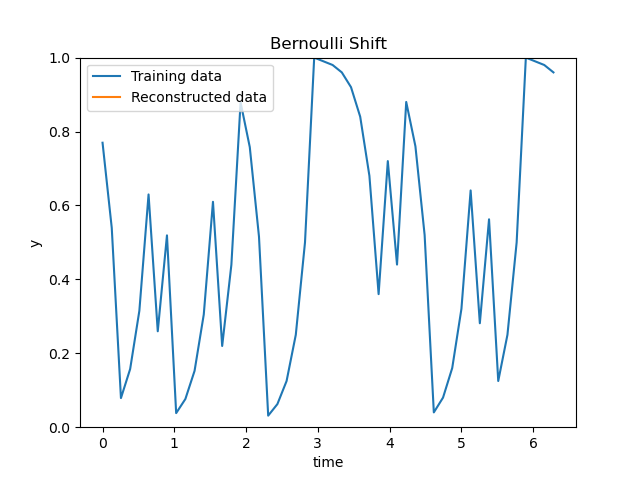 Bernoulli Shift
Training data
Reconstructed data
1.0
0.8
0.6
0.4
0.2
0.0
y
0 1 2 3 4 5 6
time